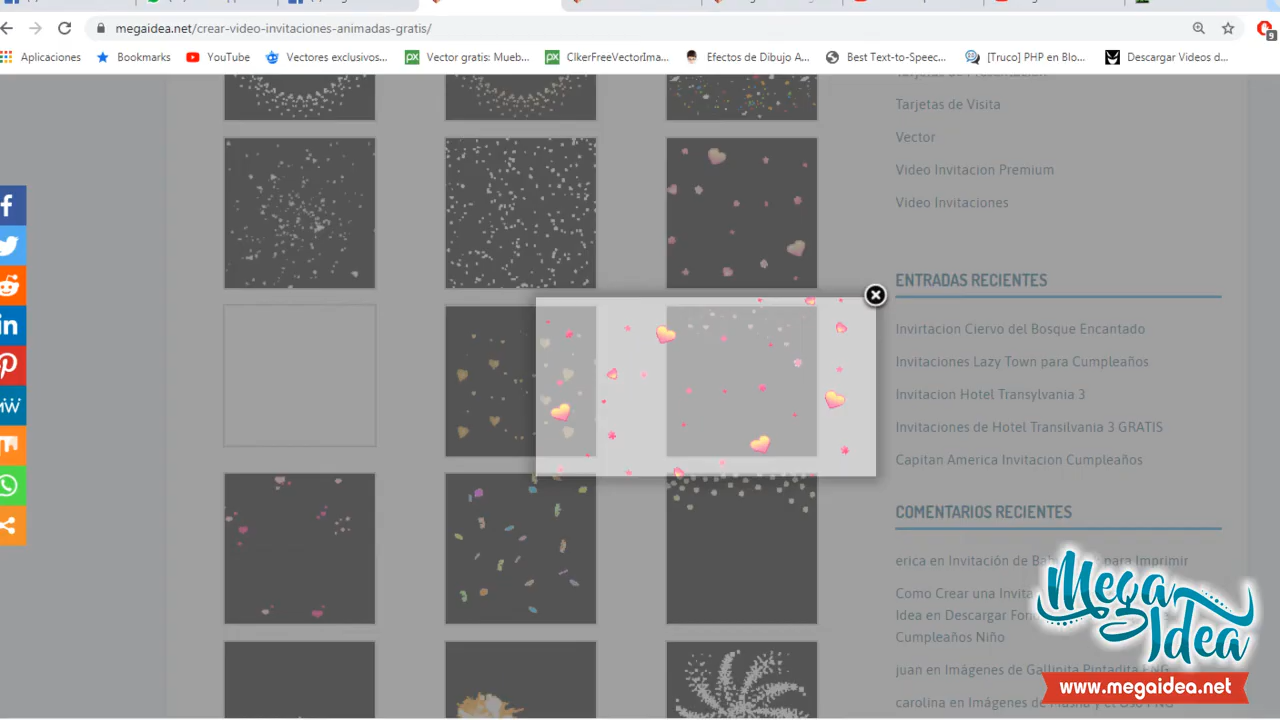 megaidea.net/crear-video-invitaciones-animadas-gratis/
9
Aplicaciones
Bookmarks
YouTube
Vectores exclusivos...
Vector gratis: Mueb...
ClkerFreeVectorIma...
Efectos de Dibujo A...
Best Text-to-Speec...
[Truco] PHP en Blo...
Descargar Videos d...
Tarjetas de Presentación
Tarjetas de Visita
Vector
Video Invitacion Premium
Video Invitaciones
ENTRADAS RECIENTES
Invirtacion Ciervo del Bosque Encantado
Invitaciones Lazy Town para Cumpleaños
Invitacion Hotel Transylvania 3
Invitaciones de Hotel Transilvania 3 GRATIS
Capitan America Invitacion Cumpleaños
COMENTARIOS RECIENTES
erica en Invitación de para Imprimir
Como Crear una
Idea en Descargar
Cumpleaños Niño
juan en Imágenes de Gallinita Pintadita PNG
carolina en Imágenes de
Mega Idea
www.megaidea.net